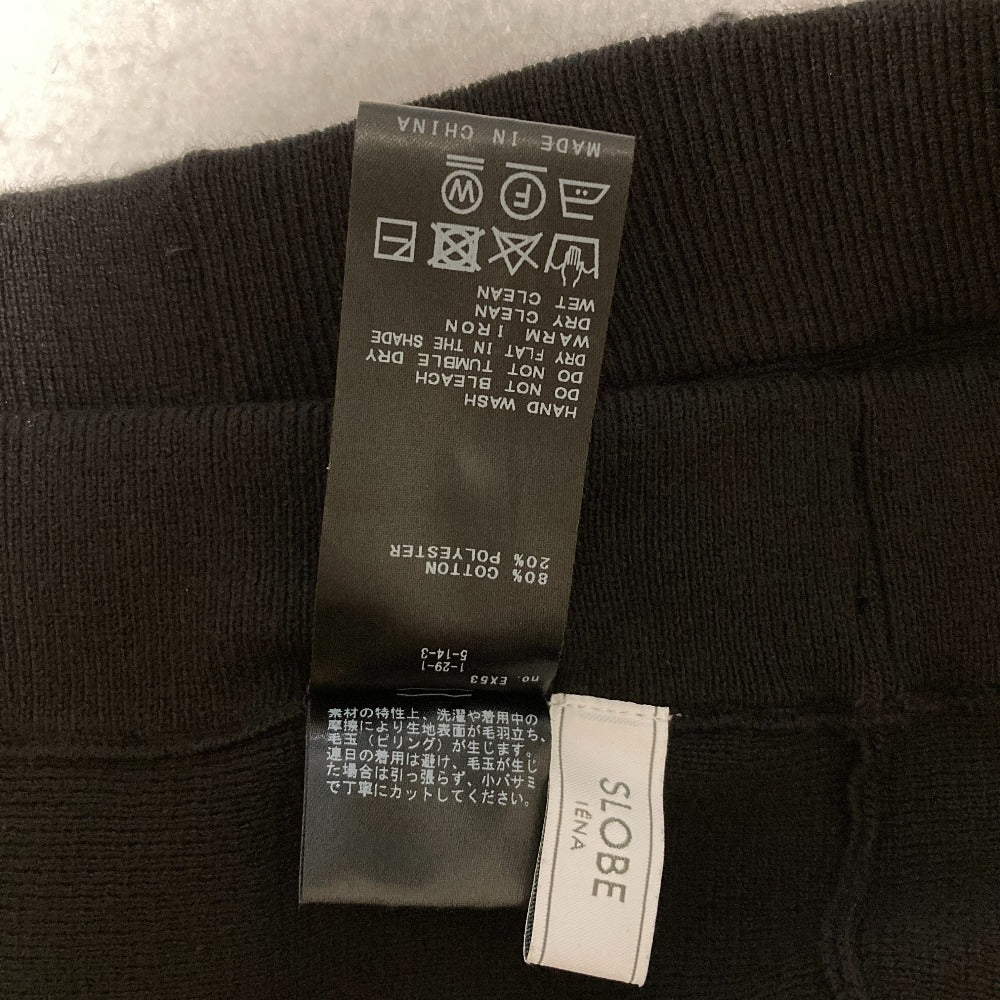 no. EX53
1-29-1
5-14-3
80% COTTON
20% POLYESTER
HAND WASH
DO NOT BLEACH
DO NOT TUMBLE DRY
DRY FLAT IN THE SHADE
WARM IRON
DRY CLEAN
WET CLEAN
F
W
MADE IN CHINA
素材の特性上、洗濯や着用中の
摩擦により生地表面が毛羽立ち、
毛玉（ピリング）が生じます。
連日の着用は避け、毛玉が生じ
た場合は引っ張らず、小バサミ
で丁寧にカットしてください。
SLOBE
IÉNA